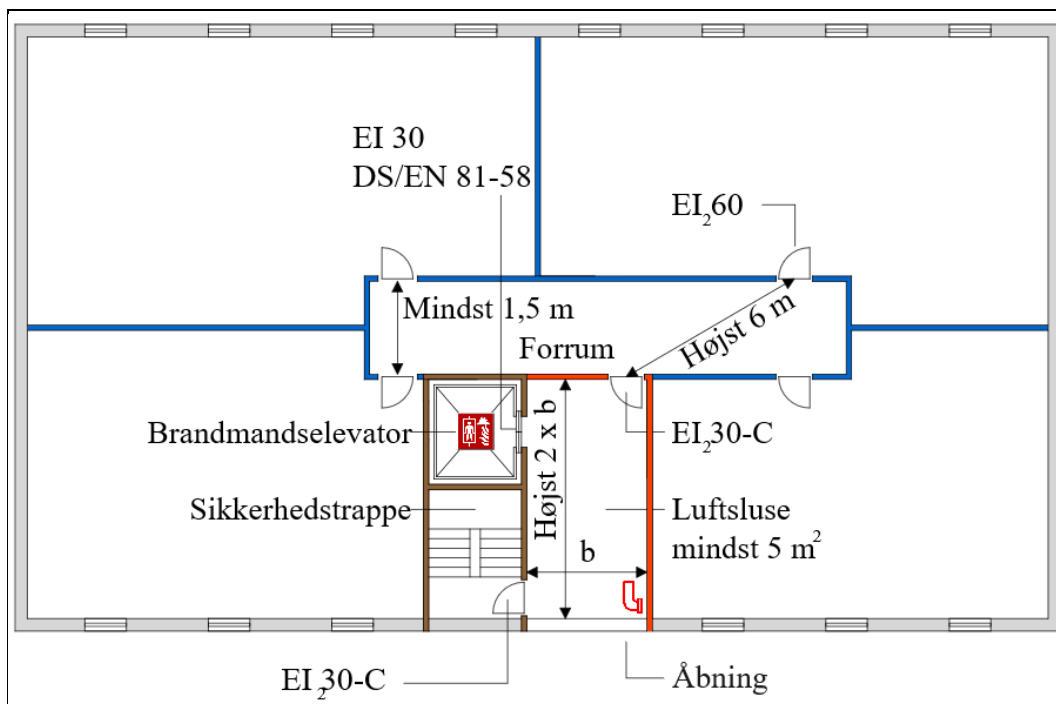 EI 30
DS/EN 81-58
EI₂60
Mindst 1,5 m
Højst 6 m
Forrum
Brandmandselevator
Højst 2 x b
EI₂30-C
Sikkerhedstrappe
Luftsluse
mindst 5 m²
b
EI₂30-C
Åbning